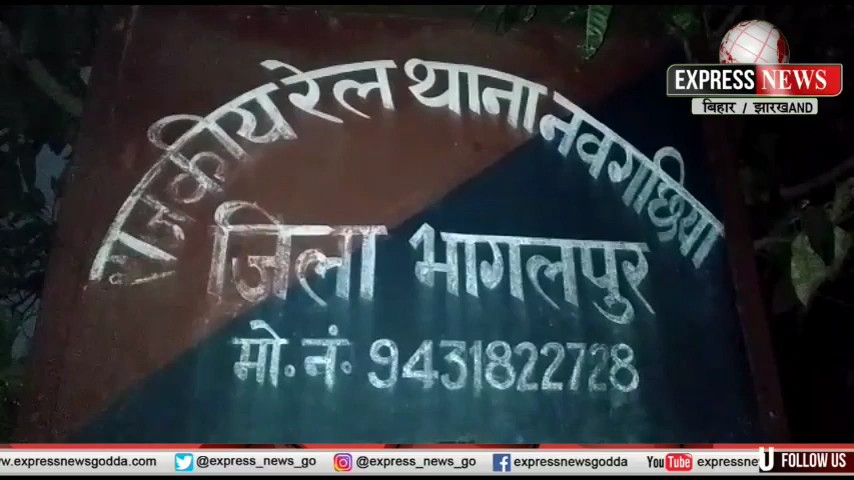 राजकीय रेल थाना नवगछिया
जिला भागलपुर
मो. नं. 9431822728
EXPRESS NEWS
बिहार / झारखAND
www.expressnewsgodda.com @express_news_go @express_news_go expressnewsgodda YouTube expressne U FOLLOW US